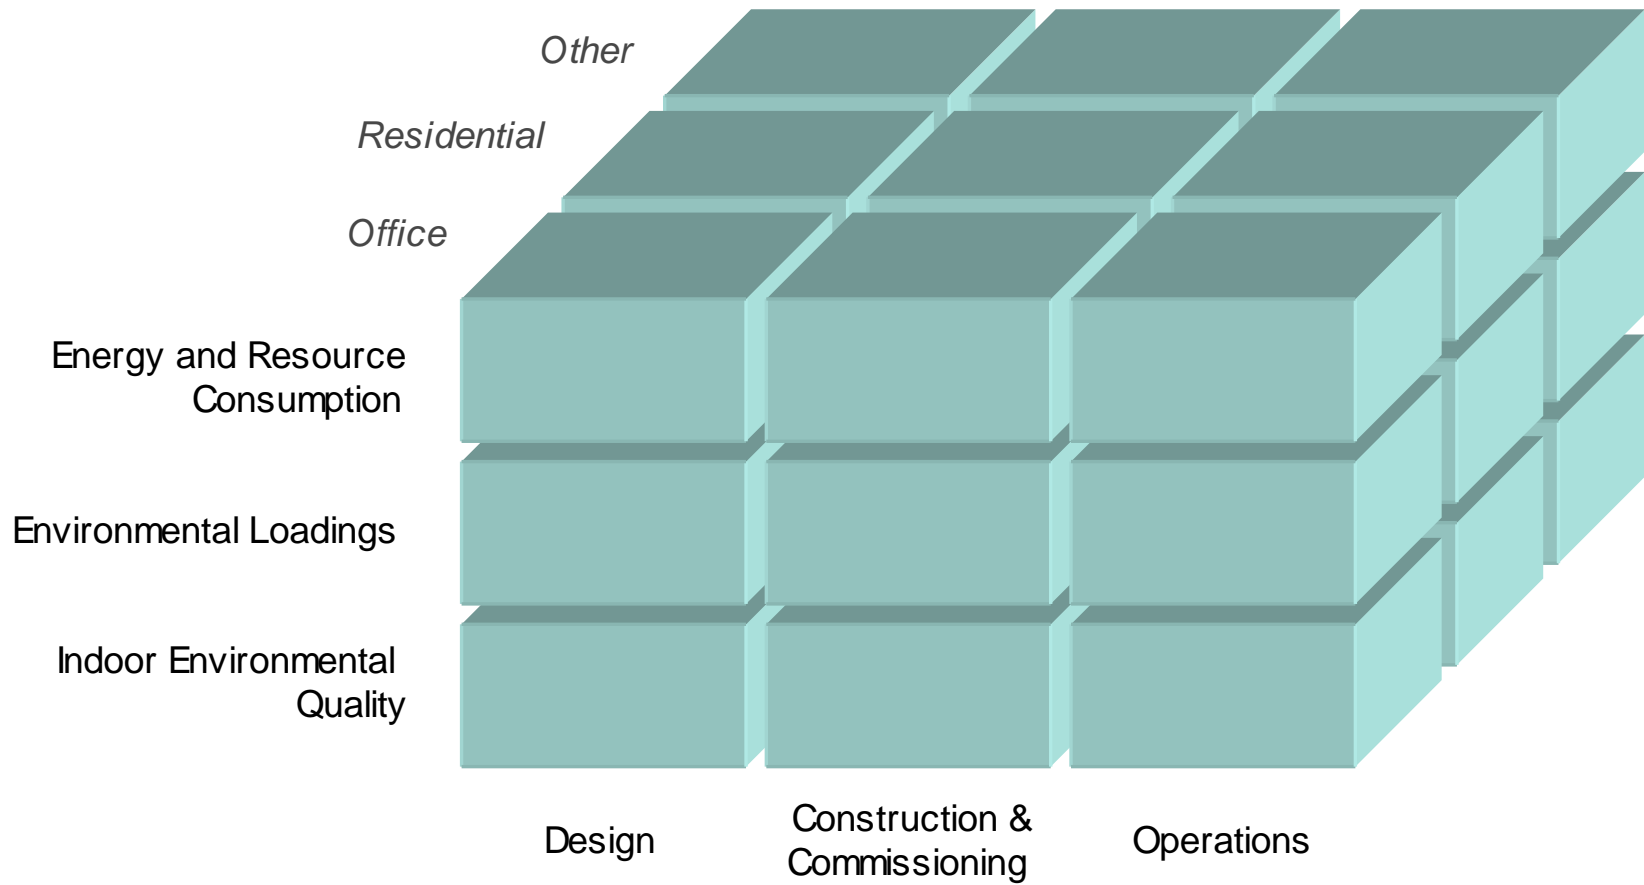 Other
Residential
Office
Energy and Resource
Consumption
Environmental Loadings
Indoor Environmental
Quality
Design
Construction &
Commissioning
Operations